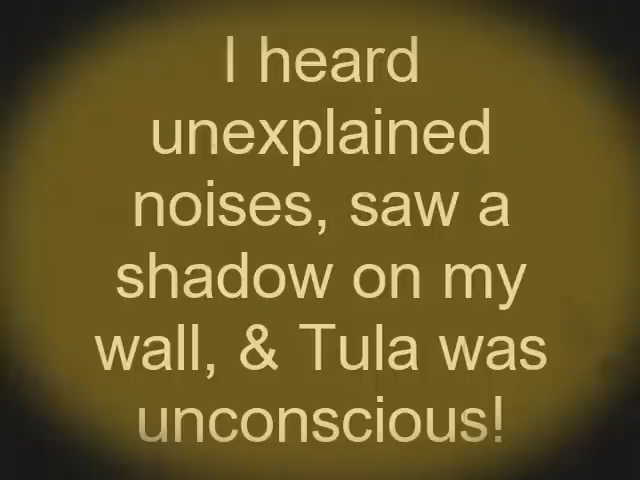 I heard
unexplained
noises, saw a
shadow on my
wall, & Tula was
unconscious!